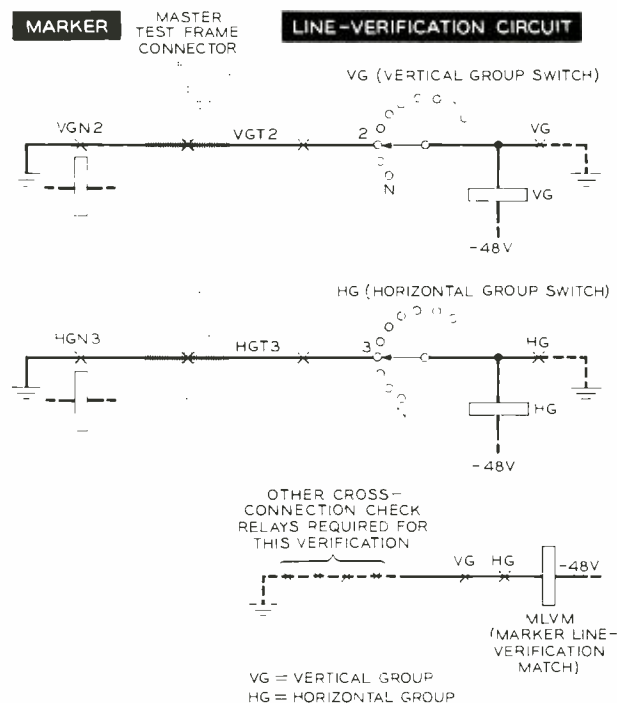 MARKER
MASTER
TEST FRAME
CONNECTOR
LINE-VERIFICATION CIRCUIT
VG (VERTICAL GROUP SWITCH)
VGN2
VGT2
2
VG
N
VG
-48V
HG (HORIZONTAL GROUP SWITCH)
HGN3
HGT3
3
HG
N
HG
-48V
OTHER CROSS-
CONNECTION CHECK
RELAYS REQUIRED FOR
THIS VERIFICATION
VG
HG
-48V
MLVM
(MARKER LINE-
VERIFICATION
MATCH)
VG = VERTICAL GROUP
HG = HORIZONTAL GROUP